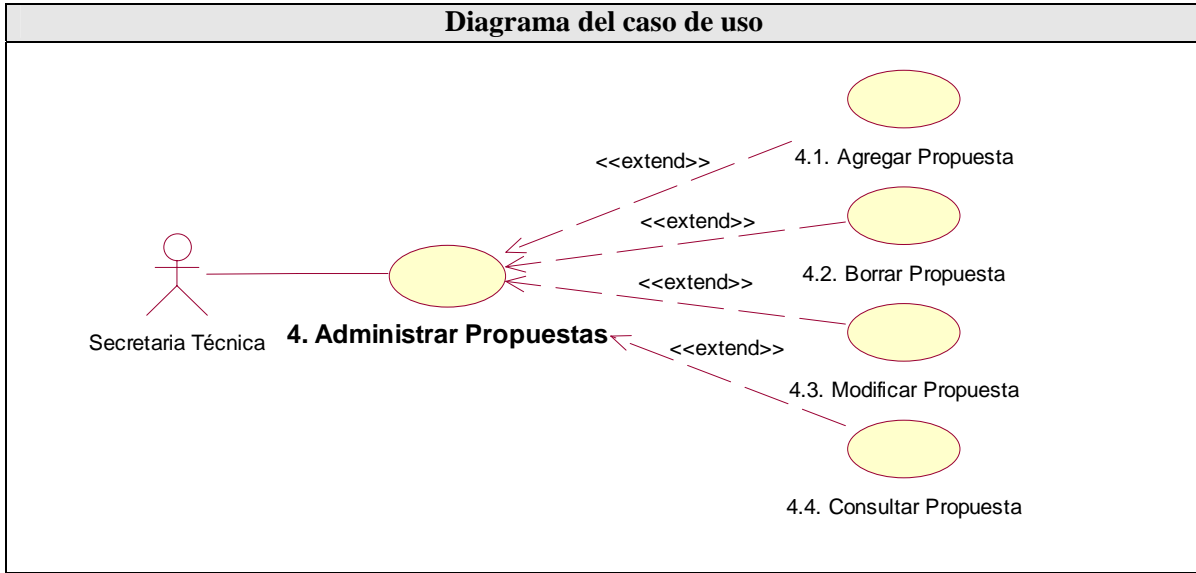 Diagrama del caso de uso
<<extend>>
4.1. Agregar Propuesta
<<extend>>
4.2. Borrar Propuesta
<<extend>>
Secretaria Técnica
4. Administrar Propuestas
<<extend>>
4.3. Modificar Propuesta
4.4. Consultar Propuesta